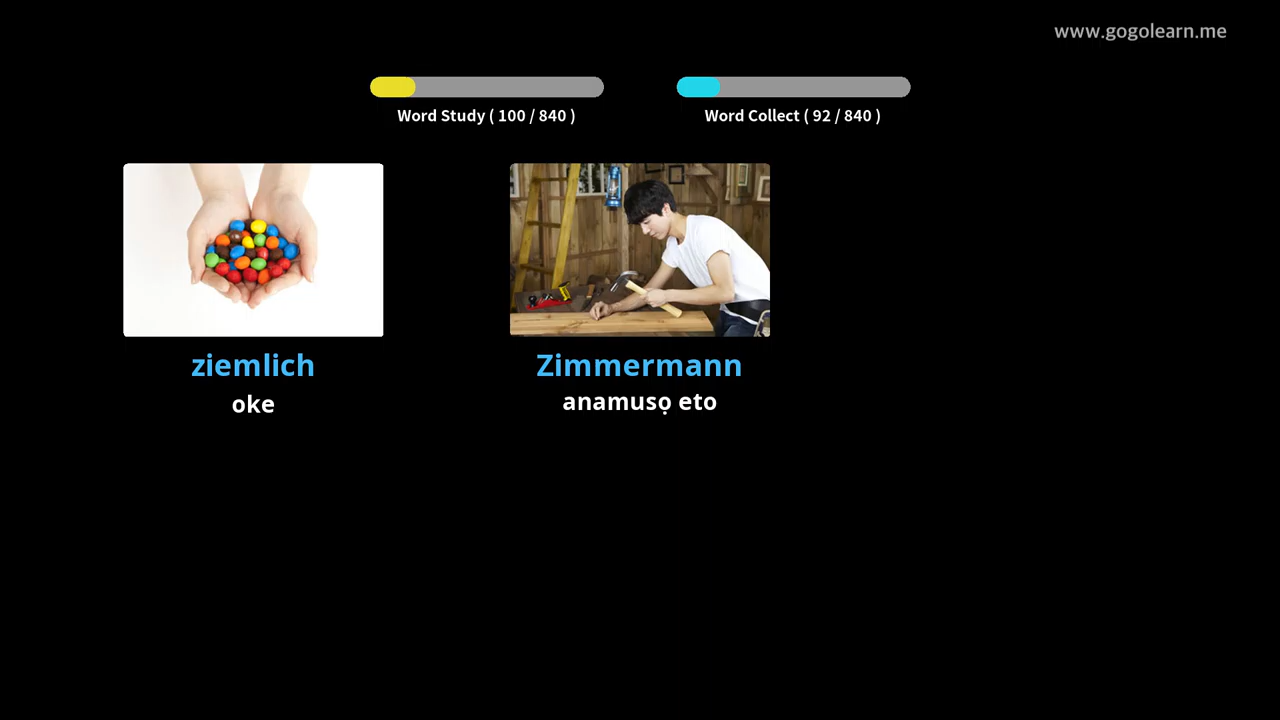 www.gogolearn.me
Word Study ( 100 / 840 )
Word Collect ( 92 / 840 )
ziemlich
oke
Zimmermann
anamusọ eto